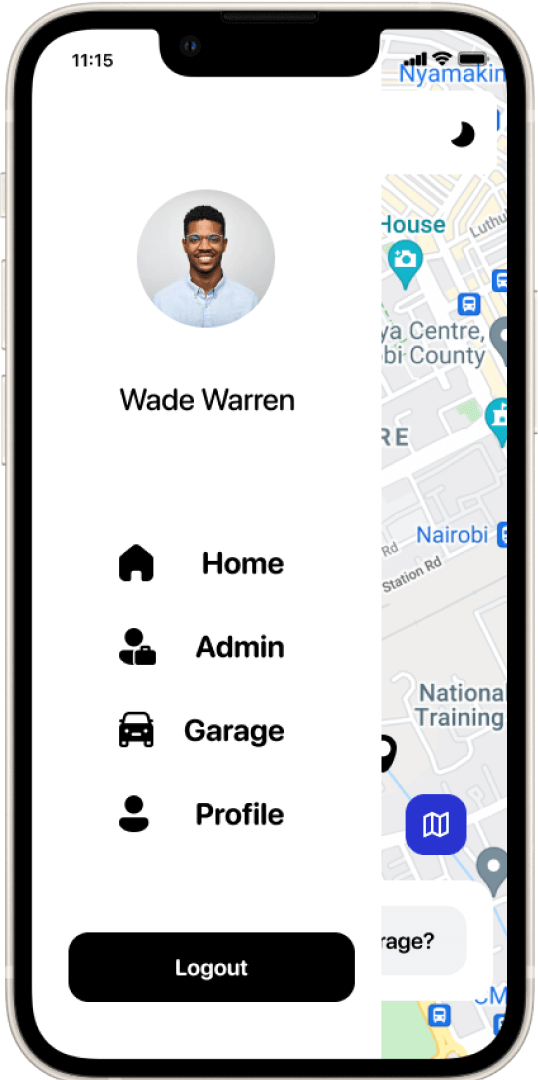 11:15
Nyamakin
House
Luthu
ya Centre,
bi County
RE
Wade Warren
Nairobi
Rd
Station Rd
Home
Admin
Garage
Profile
National
Training
rage?
Logout